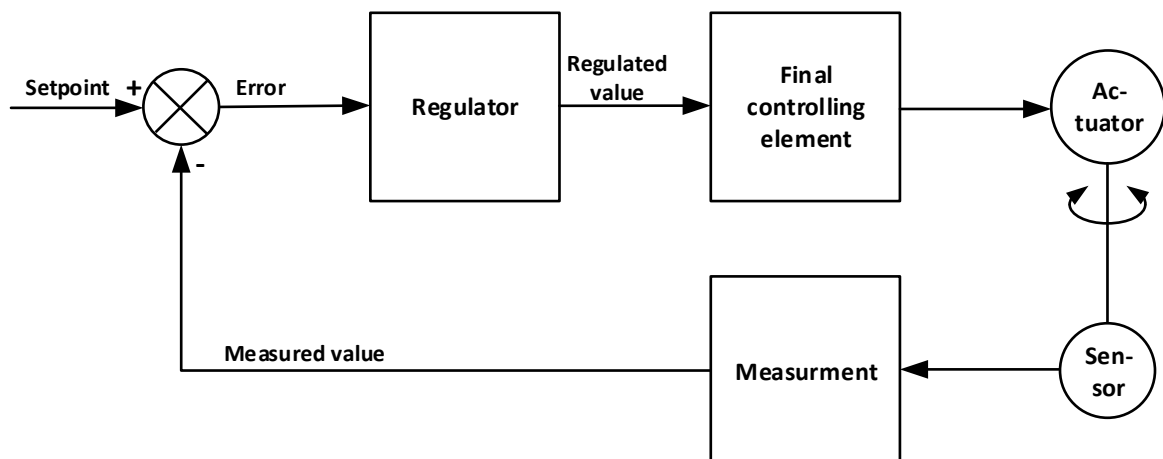 Setpoint
+
-
Error
Regulator
Regulated
value
Final
controlling
element
Ac-
tuator
Measured value
Measurment
Sen-
sor